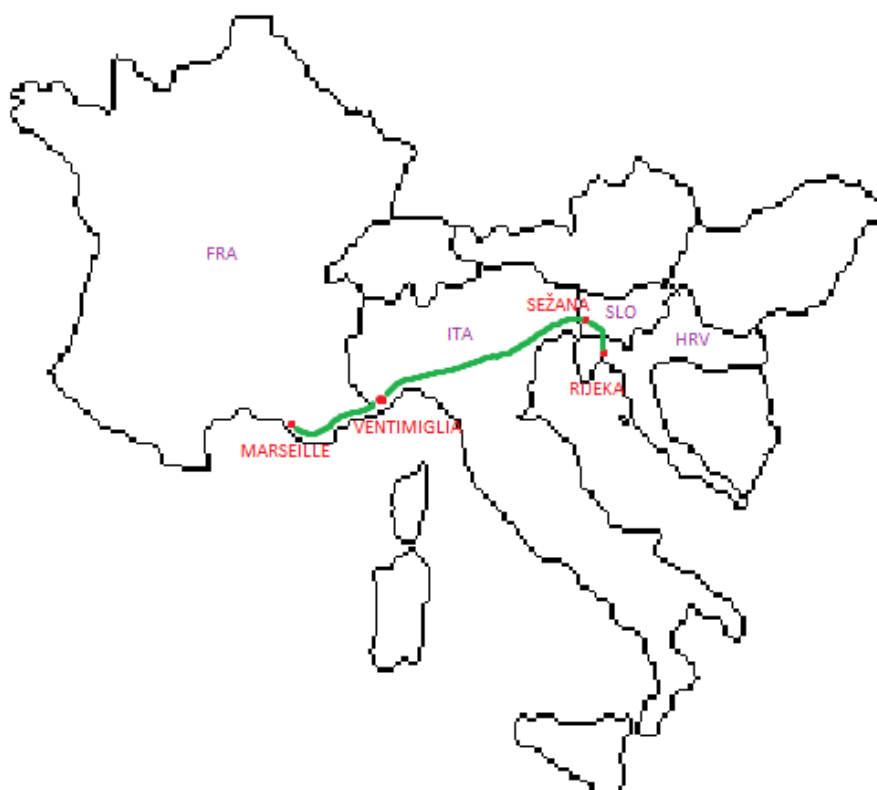 FRA
SEŽANA
SLO
ITA
HRV
RIJEKA
VENTIMIGLIA
MARSEILLE